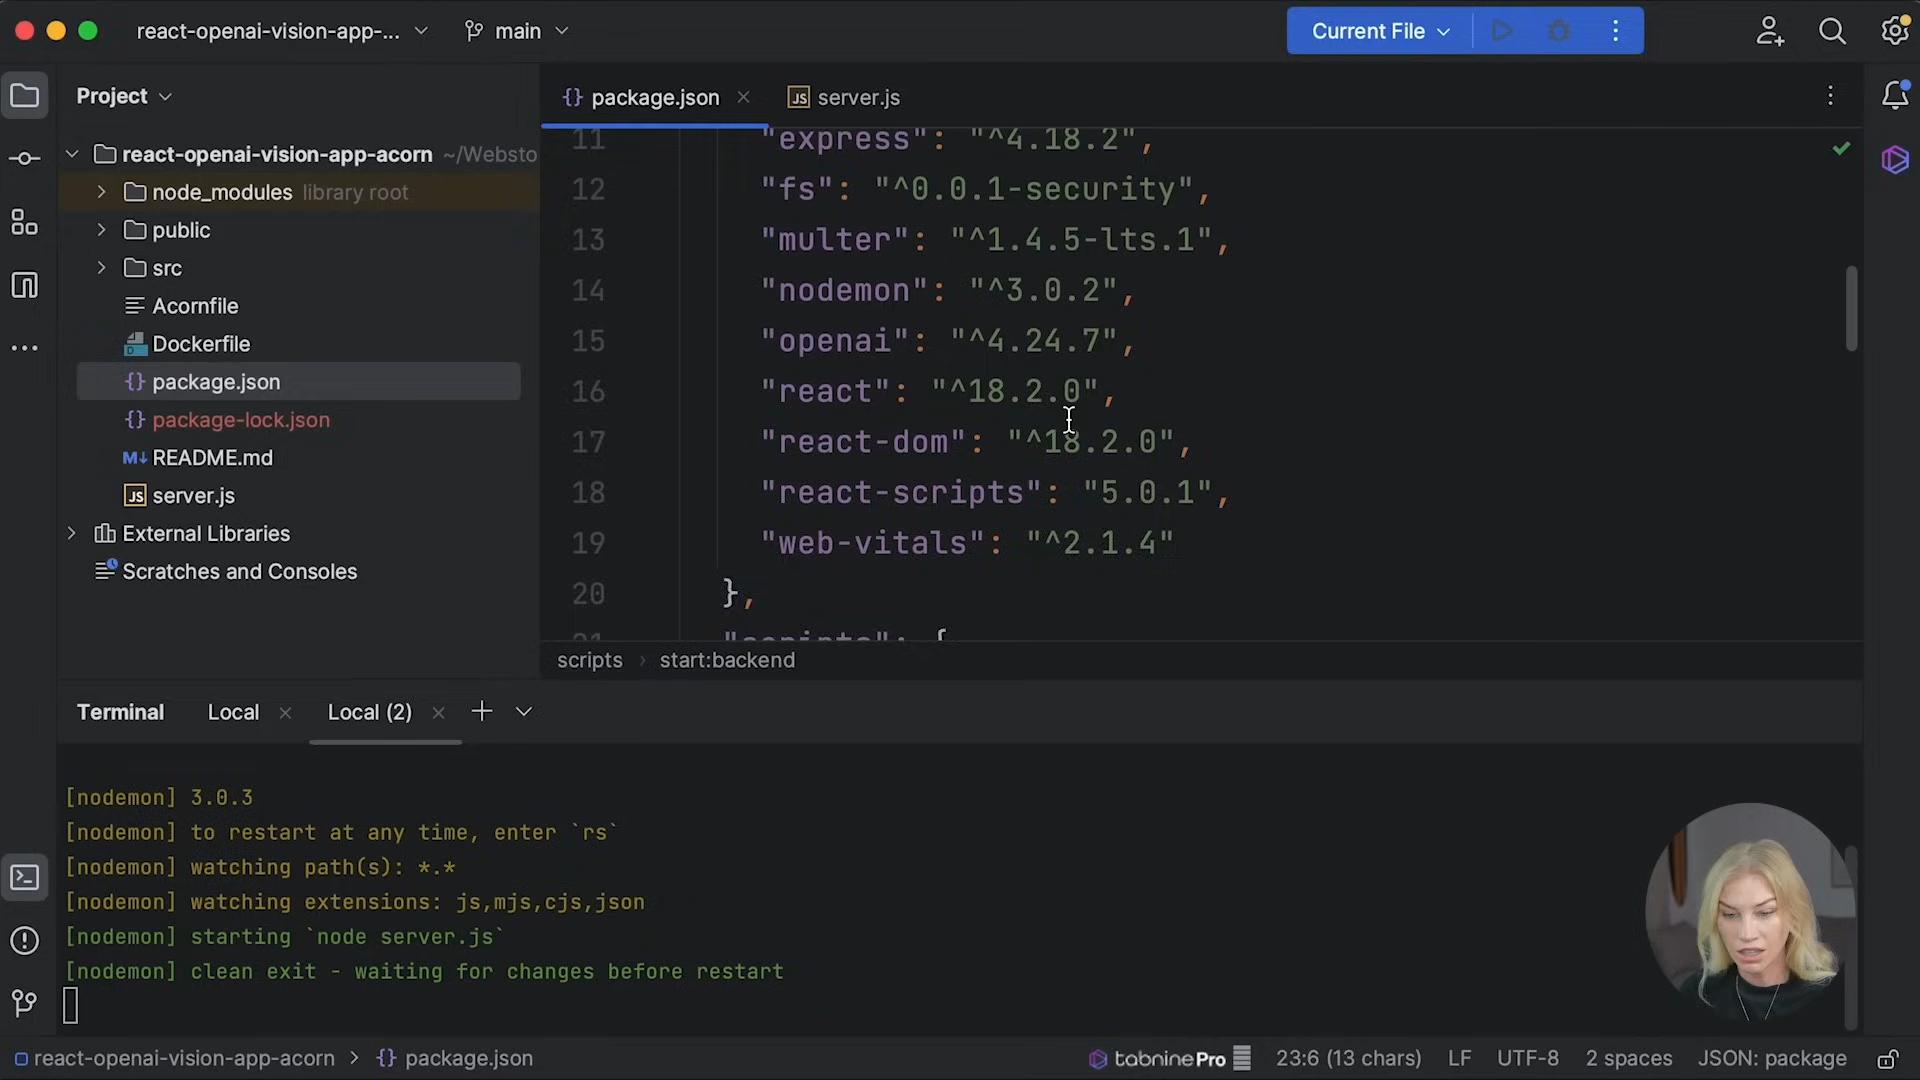 react-openai-vision-app-... main Current File
Project
package.json
JS server.js
react-openai-vision-app-acorn ~/Websto
node_modules library root
public
src
Acornfile
Dockerfile
{} package.json
{} package-lock.json
M↓ README.md
JS server.js
External Libraries
Scratches and Consoles
11 "express": "^4.18.2",
12 "fs": "^0.0.1-security",
13 "multer": "^1.4.5-lts.1",
14 "nodemon": "^3.0.2",
15 "openai": "^4.24.7",
16 "react": "^18.2.0",
17 "react-dom": "^18.2.0",
18 "react-scripts": "5.0.1",
19 "web-vitals": "^2.1.4"
20 },
21 "scripts": {
scripts › start:backend
Terminal Local × Local (2) × +
[nodemon] 3.0.3
[nodemon] to restart at any time, enter `rs`
[nodemon] watching path(s): *.*
[nodemon] watching extensions: js,mjs,cjs,json
[nodemon] starting `node server.js`
[nodemon] clean exit - waiting for changes before restart
react-openai-vision-app-acorn > {} package.json
tabnine Pro 23:6 (13 chars) LF UTF-8 2 spaces JSON: package